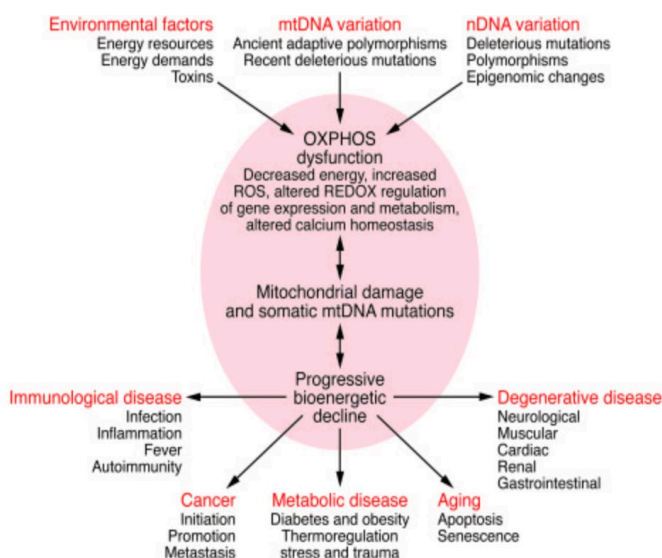 Environmental factors
Energy resources
Energy demands
Toxins
mtDNA variation
Ancient adaptive polymorphisms
Recent deleterious mutations
nDNA variation
Deleterious mutations
Polymorphisms
Epigenomic changes
OXPHOS
dysfunction
Decreased energy, increased
ROS, altered REDOX regulation
of gene expression and metabolism,
altered calcium homeostasis
Mitochondrial damage
and somatic mtDNA mutations
Progressive
bioenergetic
decline
Immunological disease
Infection
Inflammation
Fever
Autoimmunity
Degenerative disease
Neurological
Muscular
Cardiac
Renal
Gastrointestinal
Cancer
Initiation
Promotion
Metastasis
Metabolic disease
Diabetes and obesity
Thermoregulation
stress and trauma
Aging
Apoptosis
Senescence